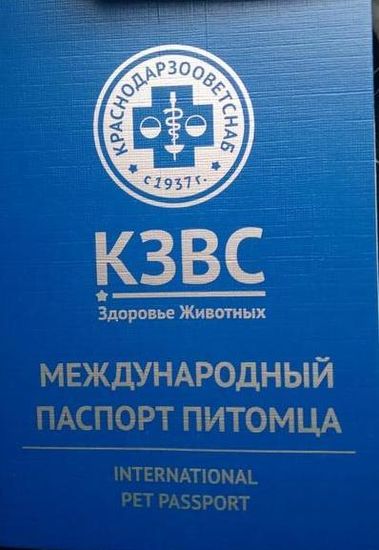 КРАСНОДАРЗООВЕТСНАБ
с 1937 г.
КЗВС
Здоровье Животных
МЕЖДУНАРОДНЫЙ
ПАСПОРТ ПИТОМЦА
INTERNATIONAL
PET PASSPORT